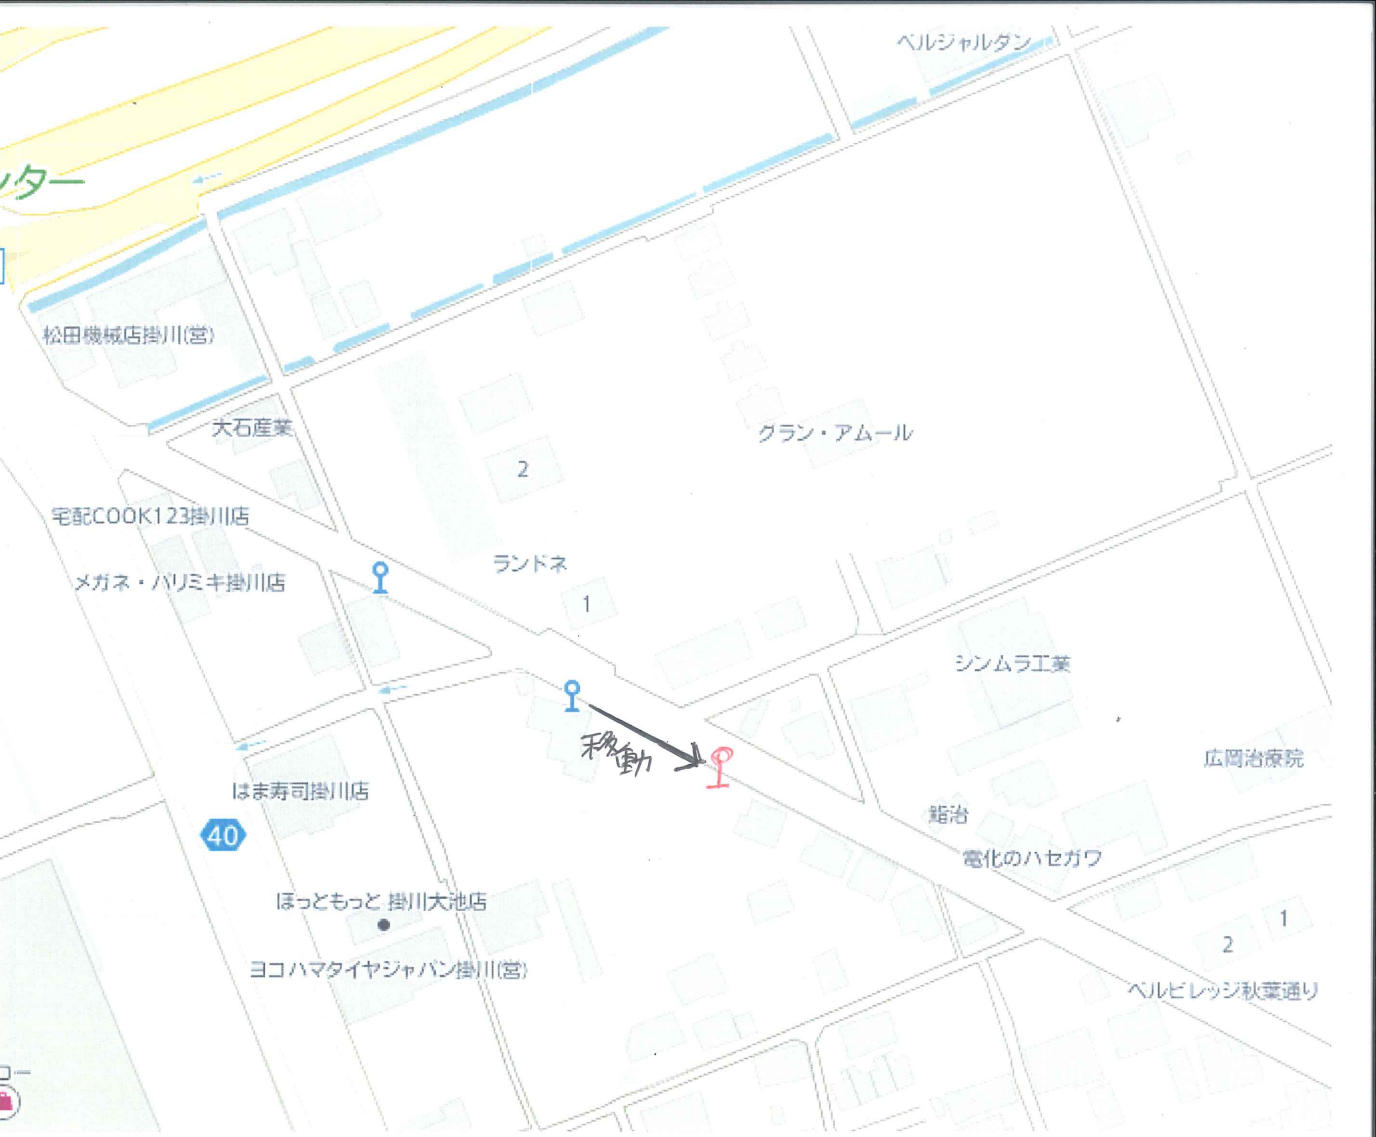 ベルジャルダン
ンター
松田機械店掛川(営)
大石産業
グラン・アムール
2
宅配COOK123掛川店
ランドネ
メガネ・パリミキ掛川店
1
シンムラ工業
移動
広岡治療院
はま寿司掛川店
鮨治
40
電化のハセガワ
ほっともっと 掛川大池店
1
2
ヨコハマタイヤジャパン掛川(営)
ベルビレッジ秋葉通り
ロー